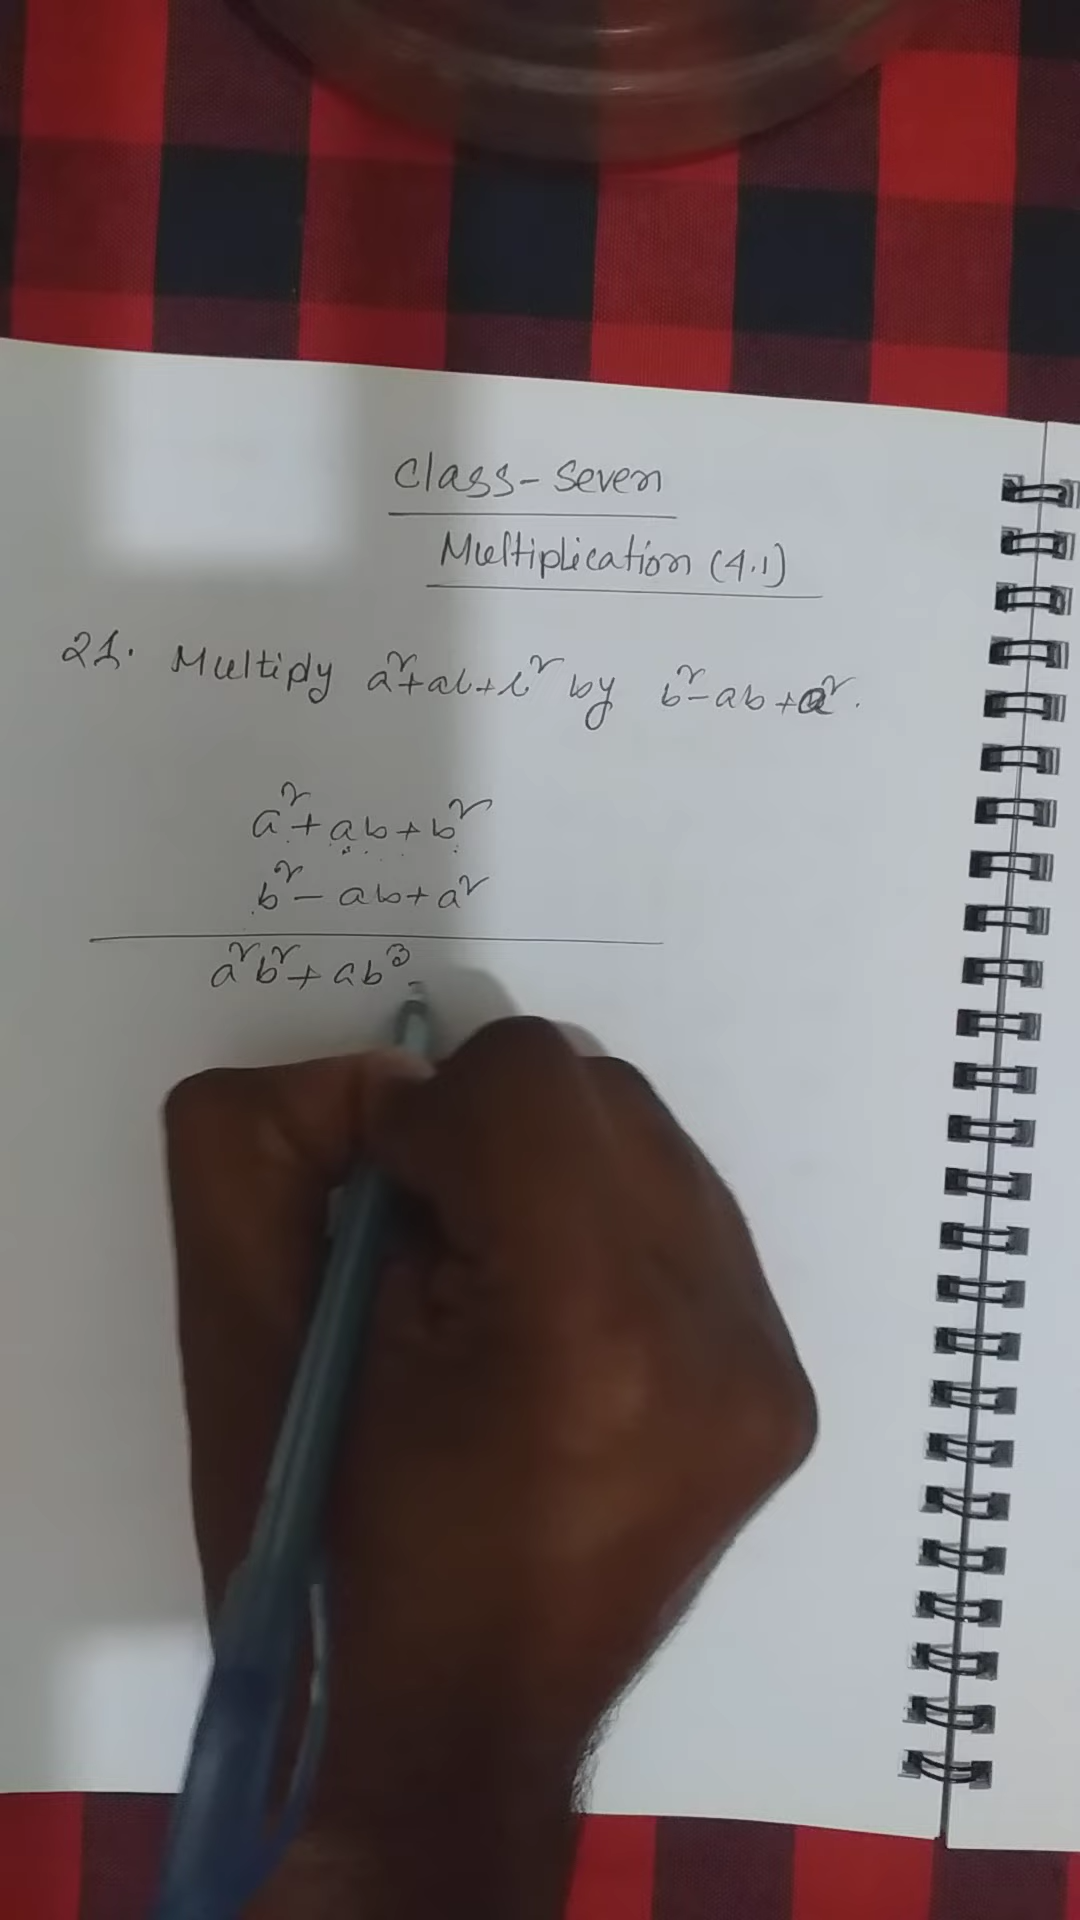 Class-Seven
Multiplication (4.1)
21. Multiply a²+ab+b² by b²-ab+a².
a²+ab+b²
b²-ab+a²
a²b²+ab³